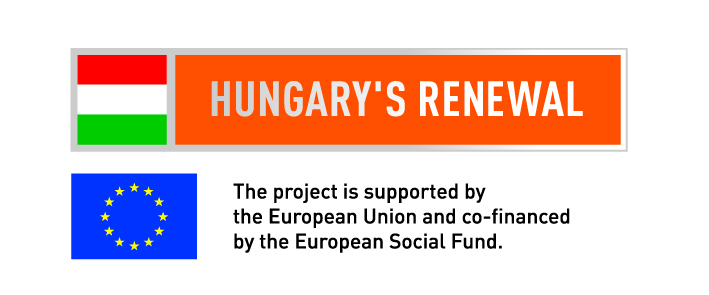 HUNGARY'S RENEWAL
The project is supported by
the European Union and co-financed
by the European Social Fund.